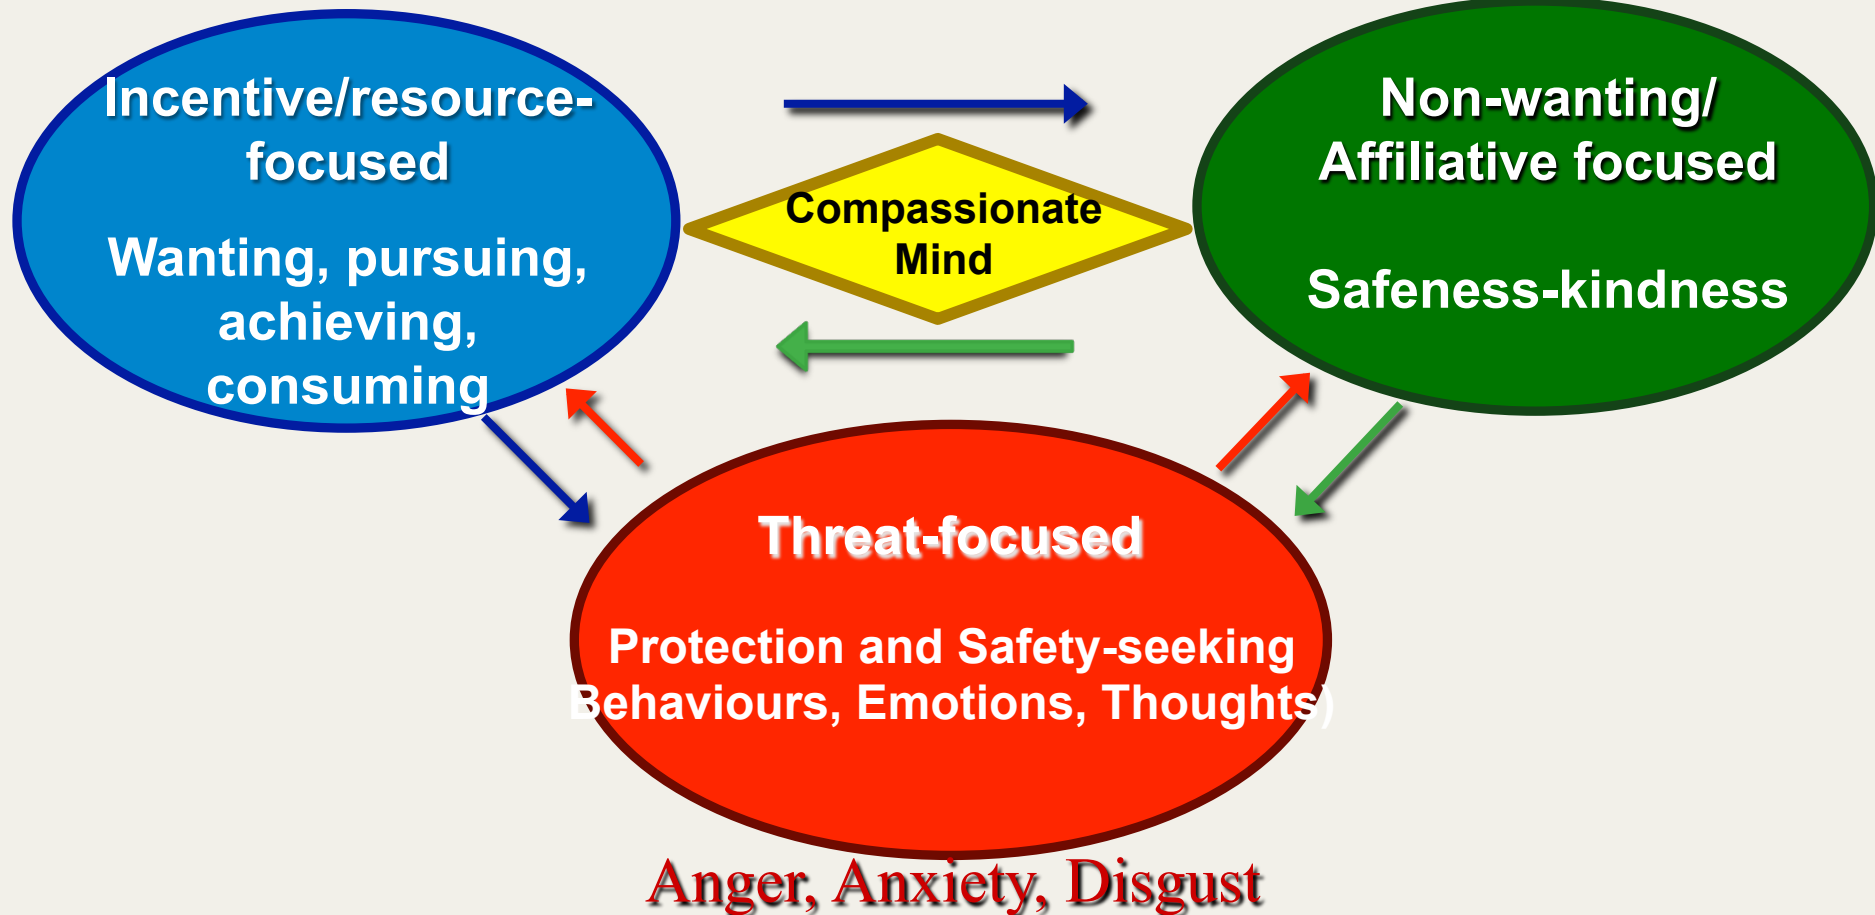 Incentive/resource-
focused
Wanting, pursuing,
achieving,
consuming
Compassionate
Mind
Non-wanting/
Affiliative focused
Safeness-kindness
Threat-focused
Protection and Safety-seeking
Behaviours, Emotions, Thoughts)
Anger, Anxiety, Disgust